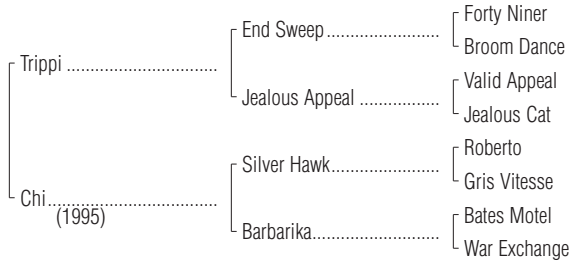 Forty Niner
End Sweep
Broom Dance
Trippi
Valid Appeal
Jealous Appeal
Jealous Cat
Roberto
Silver Hawk
Gris Vitesse
Chi
(1995)
Bates Motel
Barbarika
War Exchange